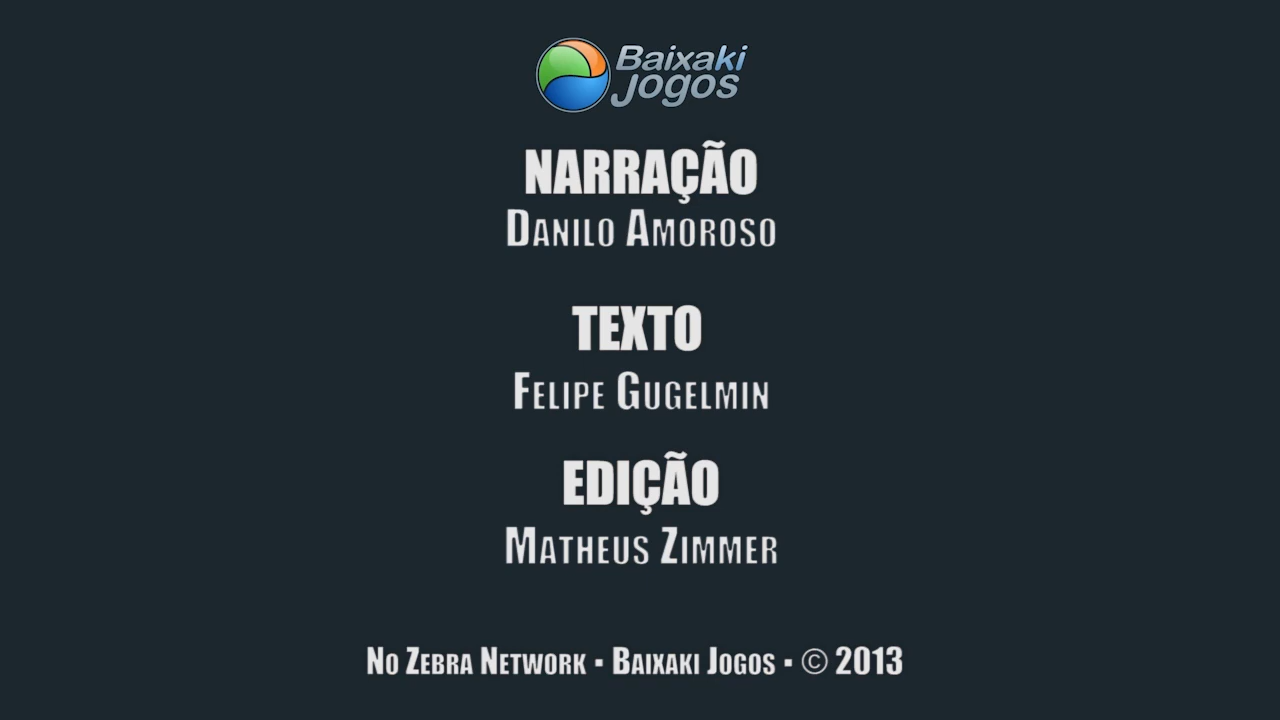 Baixaki
Jogos
NARRAÇÃO
DANILO AMOROSO
TEXTO
FELIPE GUGELMIN
EDIÇÃO
MATHEUS ZIMMER
NO ZEBRA NETWORK ▪ BAIXAKI JOGOS ▪ © 2013